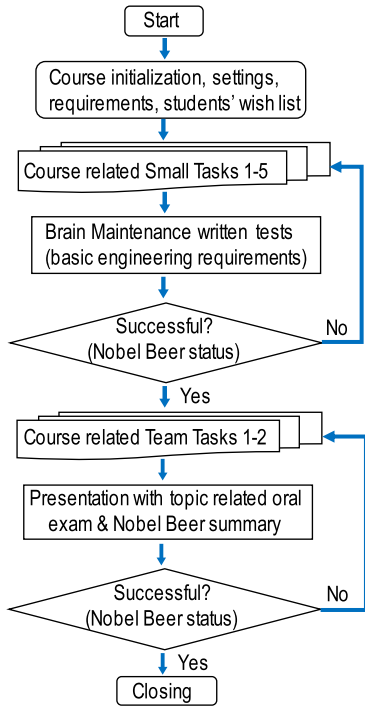 Start
Course initialization, settings,
requirements, students' wish list
Course related Small Tasks 1-5
Brain Maintenance written tests
(basic engineering requirements)
Successful?
(Nobel Beer status)
No
Yes
Course related Team Tasks 1-2
Presentation with topic related oral
exam & Nobel Beer summary
Successful?
(Nobel Beer status)
No
Yes
Closing